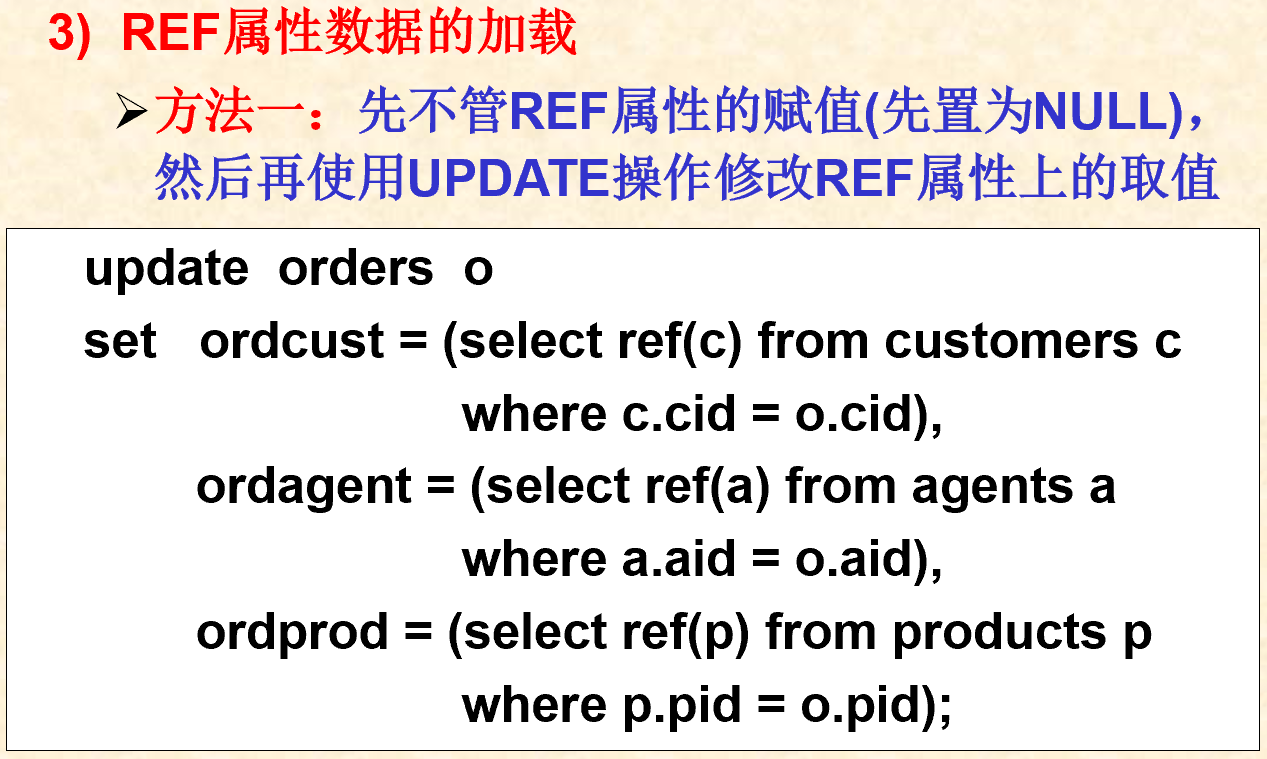 3) REF属性数据的加载
➢方法一：先不管REF属性的赋值(先置为NULL)，
然后再使用UPDATE操作修改REF属性上的取值
update orders o
set ordcust = (select ref(c) from customers c
where c.cid = o.cid),
ordagent = (select ref(a) from agents a
where a.aid = o.aid),
ordprod = (select ref(p) from products p
where p.pid = o.pid);